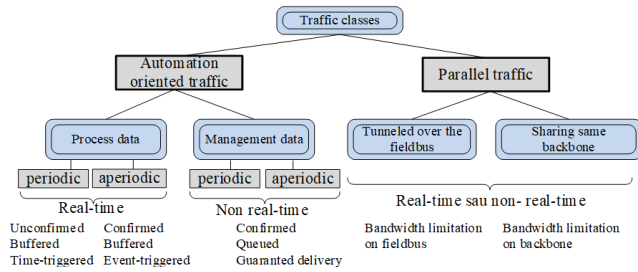 Traffic classes
Automation
oriented traffic
Parallel traffic
Process data
Management data
Tunneled over the
fieldbus
Sharing same
backbone
periodic
aperiodic
periodic
aperiodic
Real-time
Non real-time
Real-time sau non- real-time
Unconfirmed
Buffered
Time-triggered
Confirmed
Buffered
Event-triggered
Confirmed
Queued
Guaranted delivery
Bandwidth limitation
on fieldbus
Bandwidth limitation
on backbone